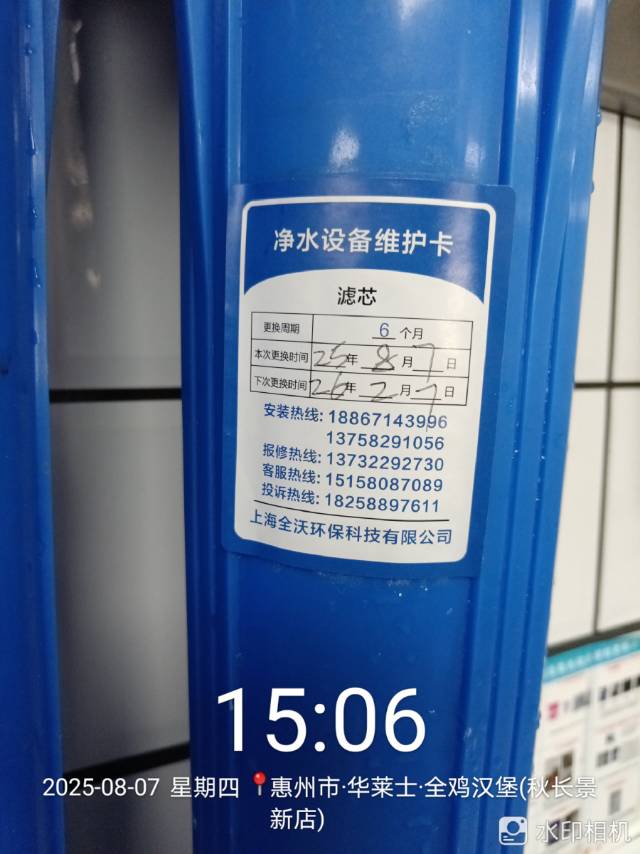 净水设备维护卡
滤芯
更换周期 6 个月
本次更换时间 25年 8 月 7 日
下次更换时间 26年 2 月 7 日
安装热线: 18867143996
13758291056
报修热线: 13732292730
客服热线: 15158087089
投诉热线: 18258897611
上海全沃环保科技有限公司
15:06
2025-08-07 星期四 📍惠州市·华莱士·全鸡汉堡(秋长景
新店)
水印相机